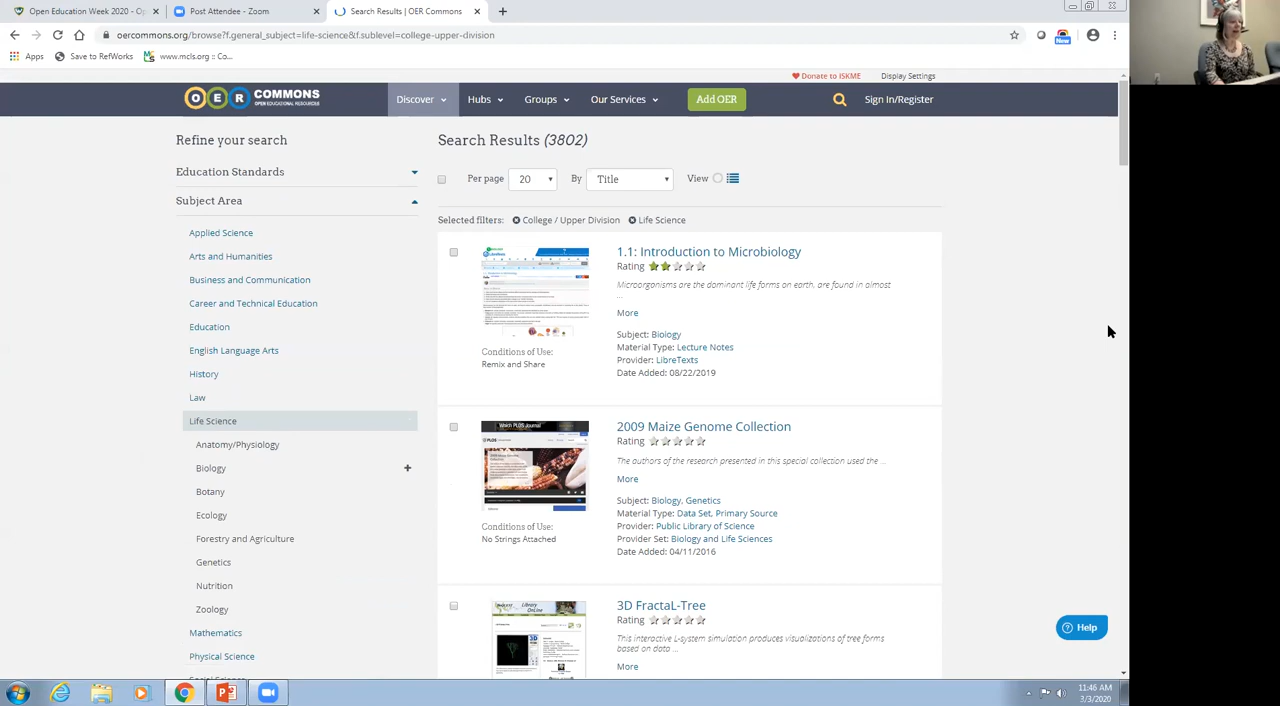 Open Education Week 2020 - Op
Post Attendee - Zoom
Search Results | OER Commons
oercommons.org/browse?f.general_subject=life-science&f.sublevel=college-upper-division
New
Apps
Save to RefWorks
www.mcls.org :: Co...
Donate to ISKME
Display Settings
OER COMMONS
OPEN EDUCATIONAL RESOURCES
Discover
Hubs
Groups
Our Services
Add OER
Sign In/Register
Refine your search
Education Standards
Subject Area
Applied Science
Arts and Humanities
Business and Communication
Career and Technical Education
Education
English Language Arts
History
Law
Life Science
Anatomy/Physiology
Biology
+
Botany
Ecology
Forestry and Agriculture
Genetics
Nutrition
Zoology
Mathematics
Physical Science
Search Results (3802)
Per page 20 By Title View
Selected filters: College / Upper Division Life Science
1.1: Introduction to Microbiology
Rating
Microorganisms are the dominant life forms on earth, are found in almost
...
More
Subject: Biology
Material Type: Lecture Notes
Provider: LibreTexts
Date Added: 08/22/2019
Conditions of Use:
Remix and Share
2009 Maize Genome Collection
Rating
The authors of research presented in this special collection use the ...
More
Subject: Biology, Genetics
Material Type: Data Set, Primary Source
Provider: Public Library of Science
Provider Set: Biology and Life Sciences
Date Added: 04/11/2016
Conditions of Use:
No Strings Attached
3D FractaL-Tree
Rating
This interactive L-system simulation produces visualizations of tree forms
based on data ...
More
Help
11:46 AM
3/3/2020